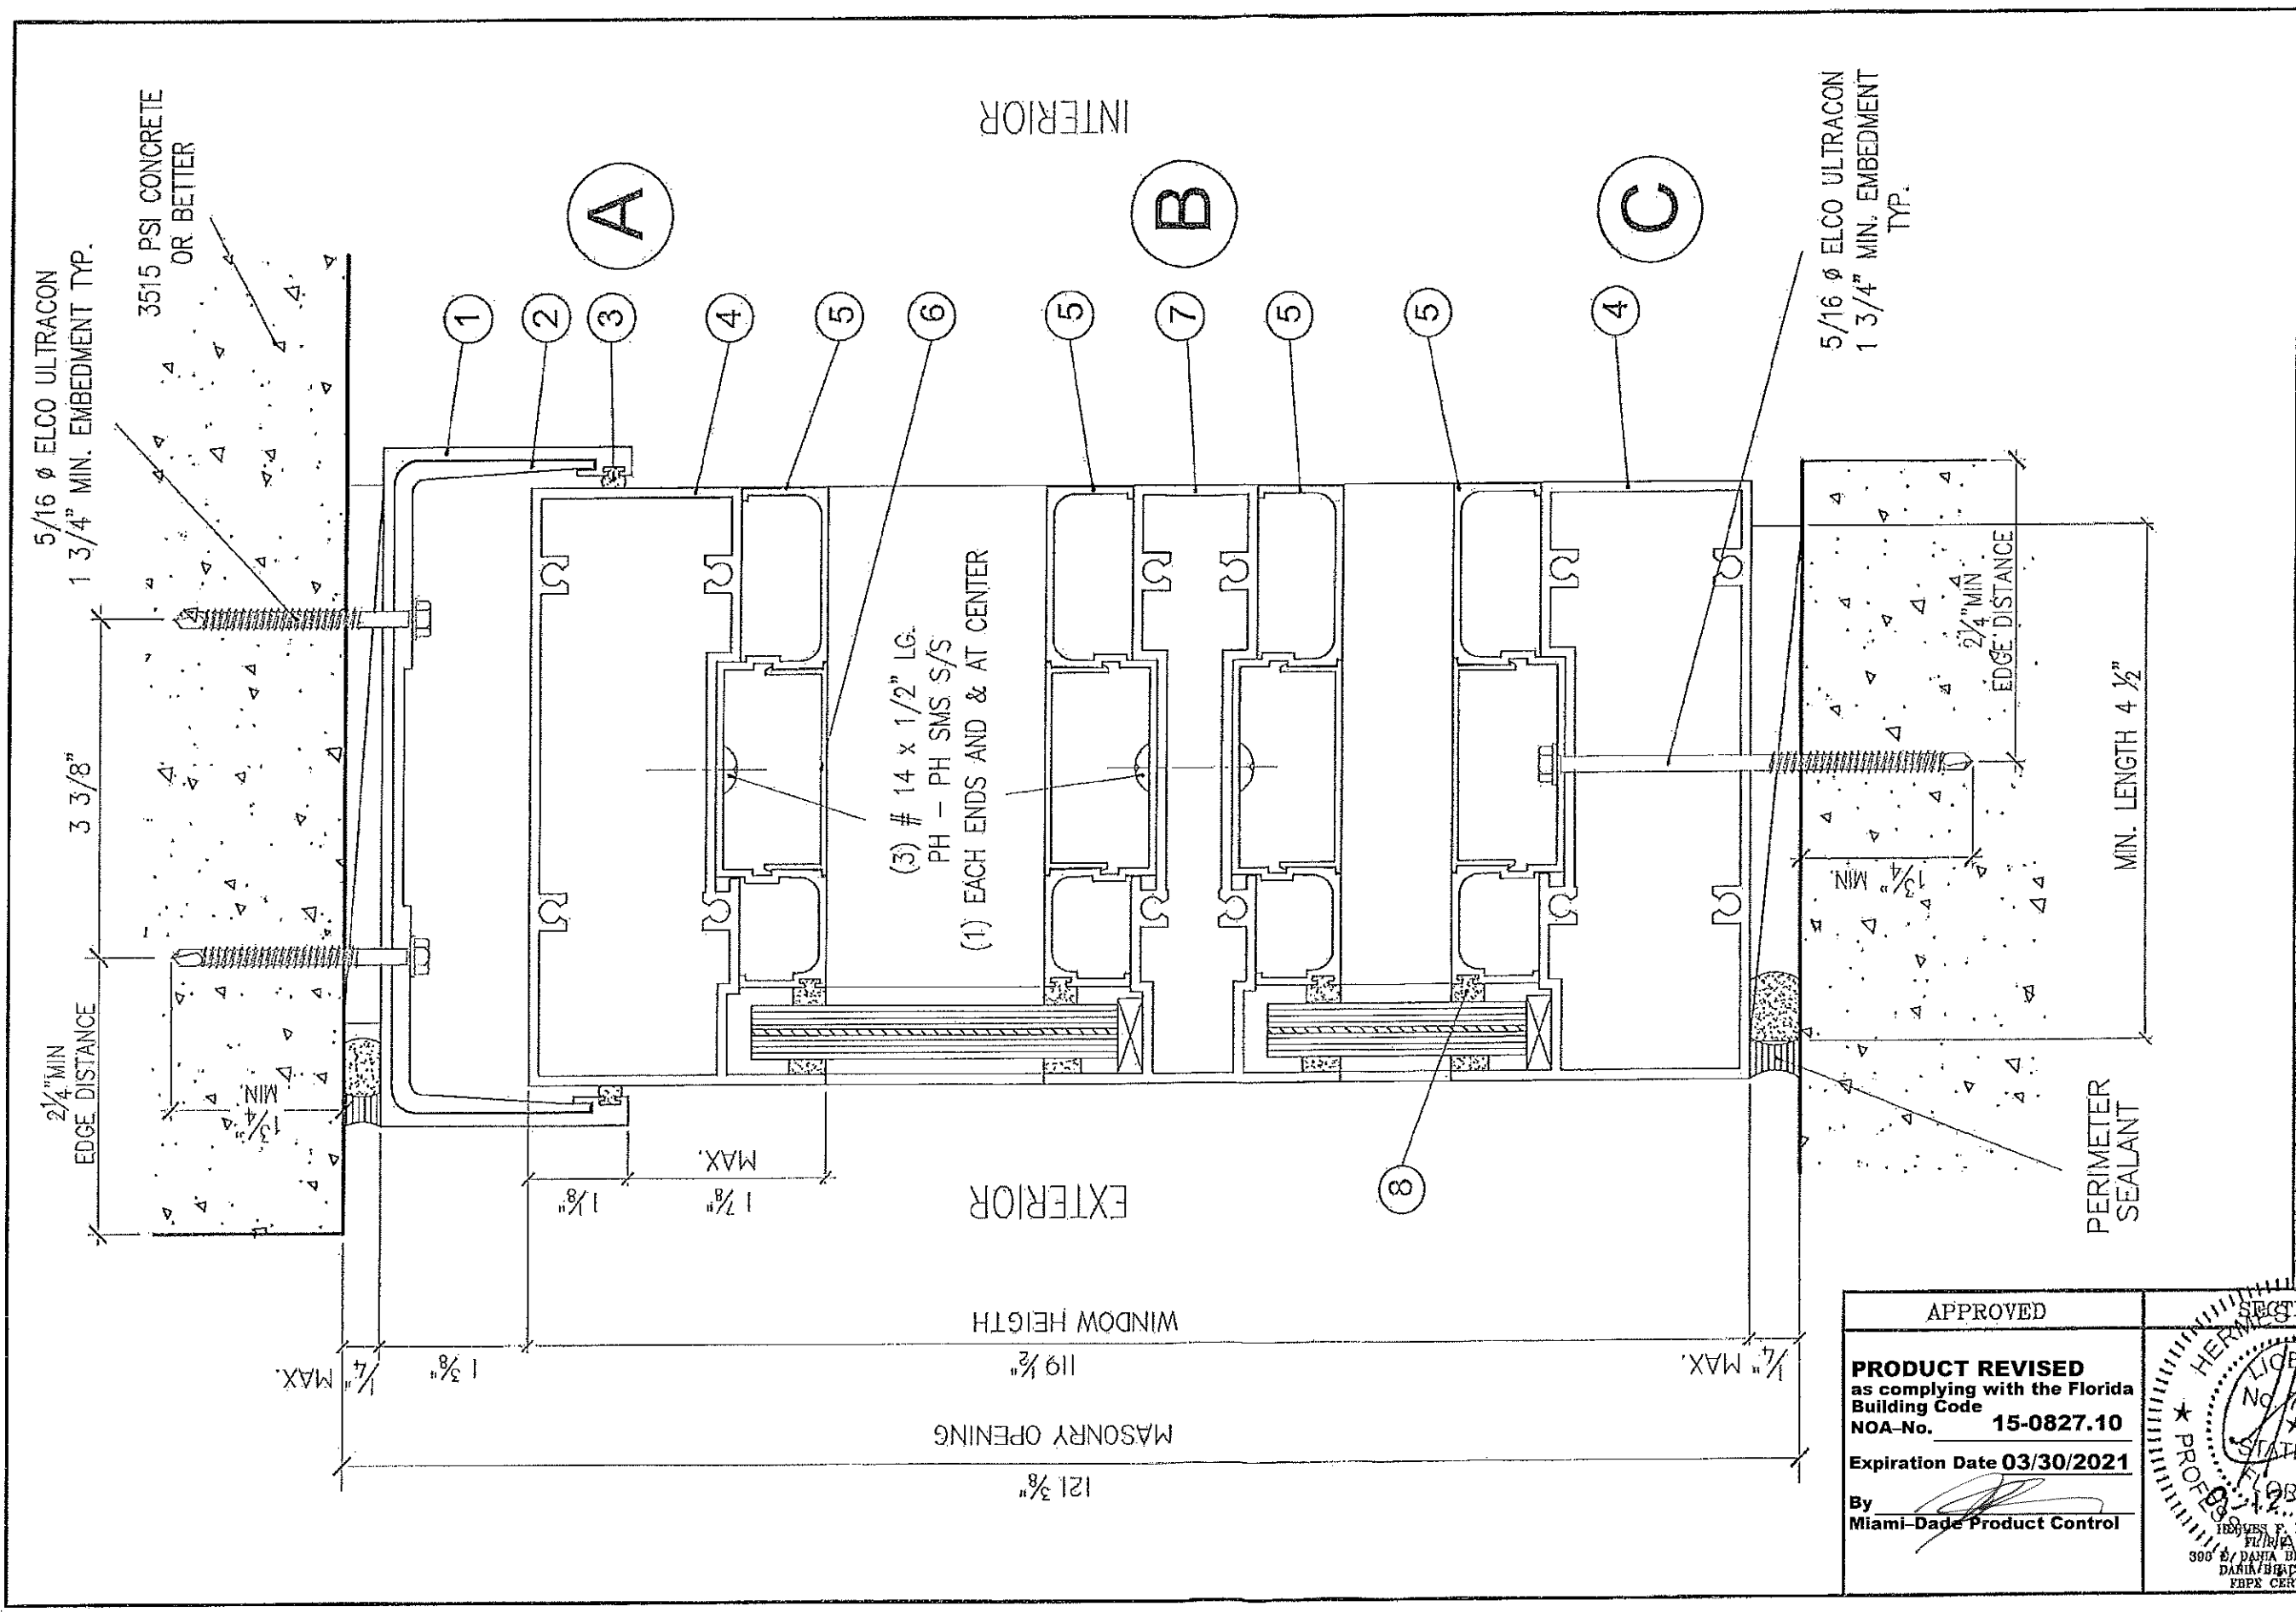 5/16 ø ELCO ULTRACON
1 3/4" MIN. EMBEDMENT TYP.
3515 PSI CONCRETE
OR BETTER
INTERIOR
A
B
C
5/16 ø ELCO ULTRACON
1 3/4" MIN. EMBEDMENT
TYP.
1
2
3
4
5
6
5
7
5
5
4
3 3/8"
2 1/4" MIN
EDGE DISTANCE
1 3/4" MIN.
(3) # 14 x 1/2" LG.
PH - PH SMS S/S
(1) EACH ENDS AND & AT CENTER
2 1/4" MIN
EDGE DISTANCE
1 3/4" MIN.
MIN. LENGTH 4 1/2"
1 1/8"
1 7/8" MAX.
EXTERIOR
8
PERIMETER
SEALANT
1/4" MAX.
1 3/8"
WINDOW HEIGTH
119 1/2"
1/4" MAX.
MASONRY OPENING
121 3/8"
APPROVED
PRODUCT REVISED
as complying with the Florida
Building Code
NOA-No. 15-0827.10
Expiration Date 03/30/2021
By
Miami-Dade Product Control
HERMES